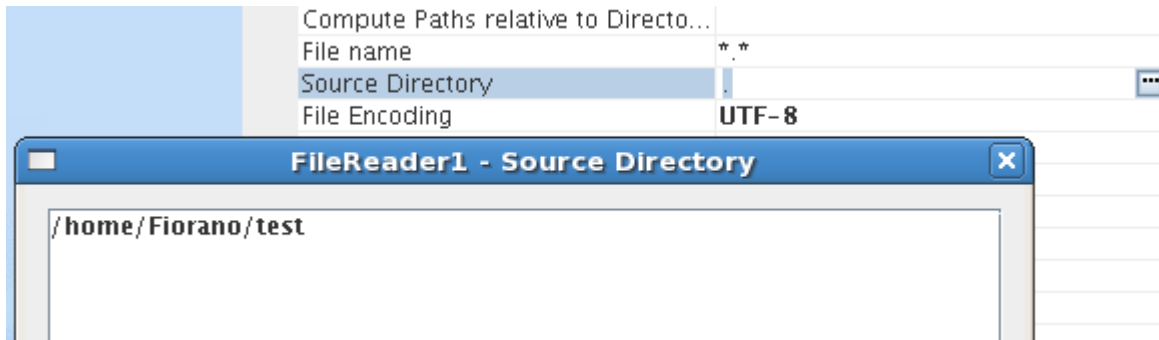 Compute Paths relative to Directo...
File name *.*
Source Directory . ...
File Encoding UTF-8
FileReader1 - Source Directory
/home/Fiorano/test